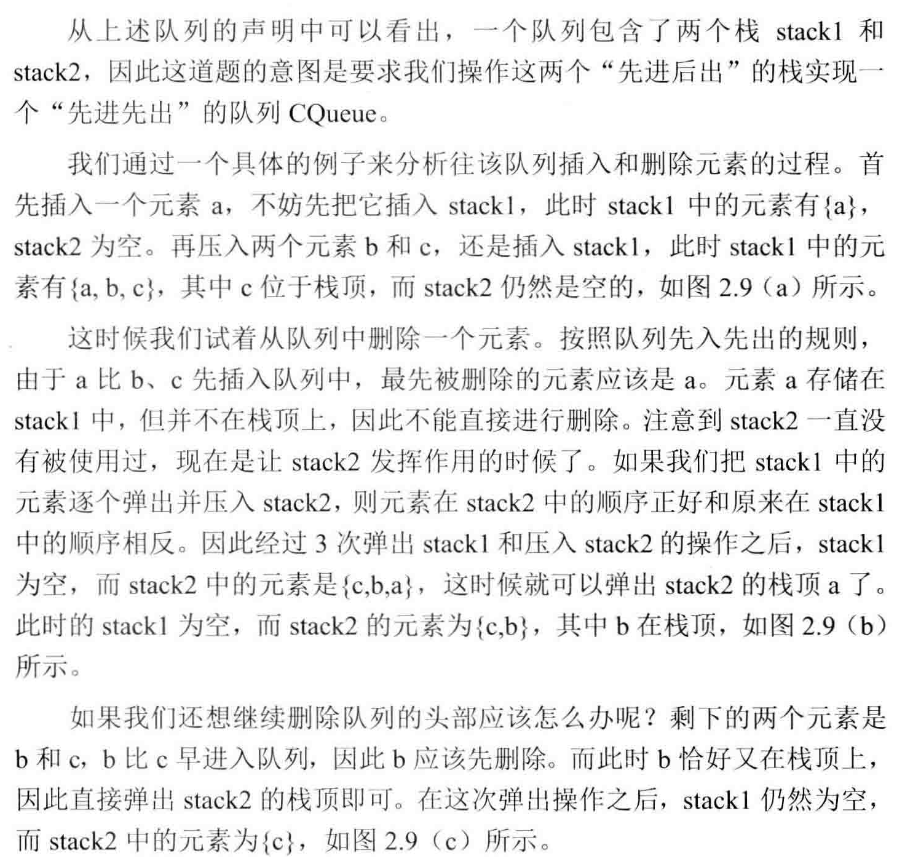 从上述队列的声明中可以看出，一个队列包含了两个栈 stack1 和
stack2，因此这道题的意图是要求我们操作这两个“先进后出”的栈实现一
个“先进先出”的队列 CQueue。
我们通过一个具体的例子来分析往该队列插入和删除元素的过程。首
先插入一个元素 a，不妨先把它插入 stack1，此时 stack1 中的元素有{a}，
stack2 为空。再压入两个元素 b 和 c，还是插入 stack1，此时 stack1 中的元
素有{a, b, c}，其中 c 位于栈顶，而 stack2 仍然是空的，如图 2.9（a）所示。
这时候我们试着从队列中删除一个元素。按照队列先入先出的规则，
由于 a 比 b、c 先插入队列中，最先被删除的元素应该是 a。元素 a 存储在
stack1 中，但并不在栈顶上，因此不能直接进行删除。注意到 stack2 一直没
有被使用过，现在是让 stack2 发挥作用的时候了。如果我们把 stack1 中的
元素逐个弹出并压入 stack2，则元素在 stack2 中的顺序正好和原来在 stack1
中的顺序相反。因此经过 3 次弹出 stack1 和压入 stack2 的操作之后，stack1
为空，而 stack2 中的元素是{c,b,a}，这时候就可以弹出 stack2 的栈顶 a 了。
此时的 stack1 为空，而 stack2 的元素为{c,b}，其中 b 在栈顶，如图 2.9（b）
所示。
如果我们还想继续删除队列的头部应该怎么办呢？剩下的两个元素是
b 和 c，b 比 c 早进入队列，因此 b 应该先删除。而此时 b 恰好又在栈顶上，
因此直接弹出 stack2 的栈顶即可。在这次弹出操作之后，stack1 仍然为空，
而 stack2 中的元素为{c}，如图 2.9（c）所示。